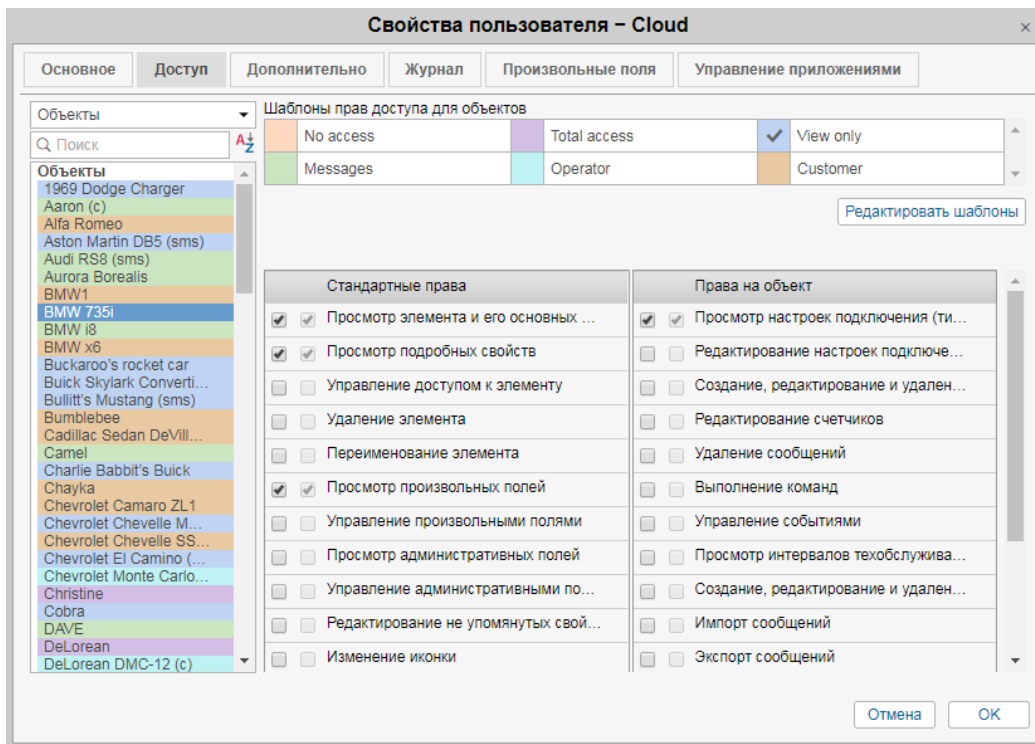 Свойства пользователя – Cloud
Основное Доступ Дополнительно Журнал Произвольные поля Управление приложениями
Объекты
Поиск
Объекты
1969 Dodge Charger
Aaron (c)
Alfa Romeo
Aston Martin DB5 (sms)
Audi RS8 (sms)
Aurora Borealis
BMW1
BMW 735i
BMW i8
BMW x6
Buckaroo's rocket car
Buick Skylark Converti...
Bullitt's Mustang (sms)
Bumblebee
Cadillac Sedan DeVill...
Camel
Charlie Babbit's Buick
Chayka
Chevrolet Camaro ZL1
Chevrolet Chevelle M...
Chevrolet Chevelle SS...
Chevrolet El Camino (...
Chevrolet Monte Carlo...
Christine
Cobra
DAVE
DeLorean
DeLorean DMC-12 (c)
Шаблоны прав доступа для объектов
No access Total access View only
Messages Operator Customer
Редактировать шаблоны
Стандартные права
Просмотр элемента и его основных ...
Просмотр подробных свойств
Управление доступом к элементу
Удаление элемента
Переименование элемента
Просмотр произвольных полей
Управление произвольными полями
Просмотр административных полей
Управление административными по...
Редактирование не упомянутых свой...
Изменение иконки
Права на объект
Просмотр настроек подключения (ти...
Редактирование настроек подключе...
Создание, редактирование и удален...
Редактирование счетчиков
Удаление сообщений
Выполнение команд
Управление событиями
Просмотр интервалов техобслужива...
Создание, редактирование и удален...
Импорт сообщений
Экспорт сообщений
Отмена OK